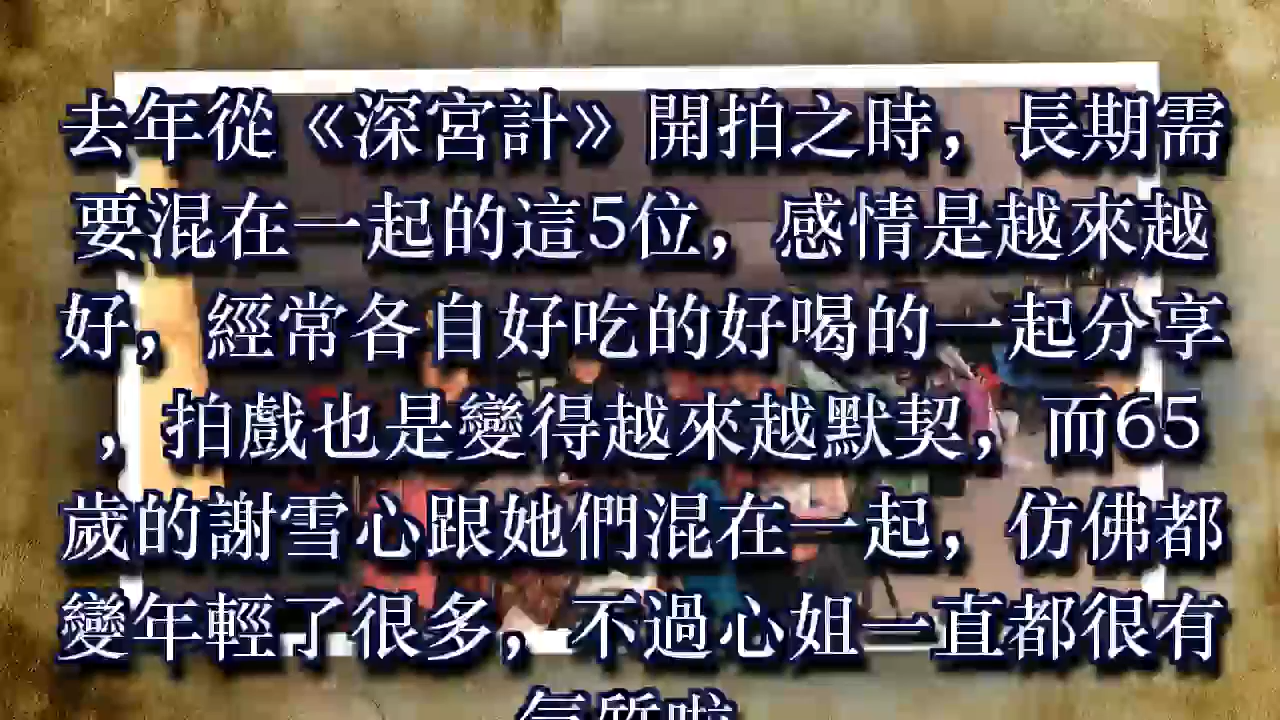 去年從《深宮計》開拍之時，長期需
要混在一起的這5位，感情是越來越
好，經常各自好吃的好喝的一起分享
，拍戲也是變得越來越默契，而65
歲的謝雪心跟她們混在一起，仿佛都
變年輕了很多，不過心姐一直都很有
氣質啦